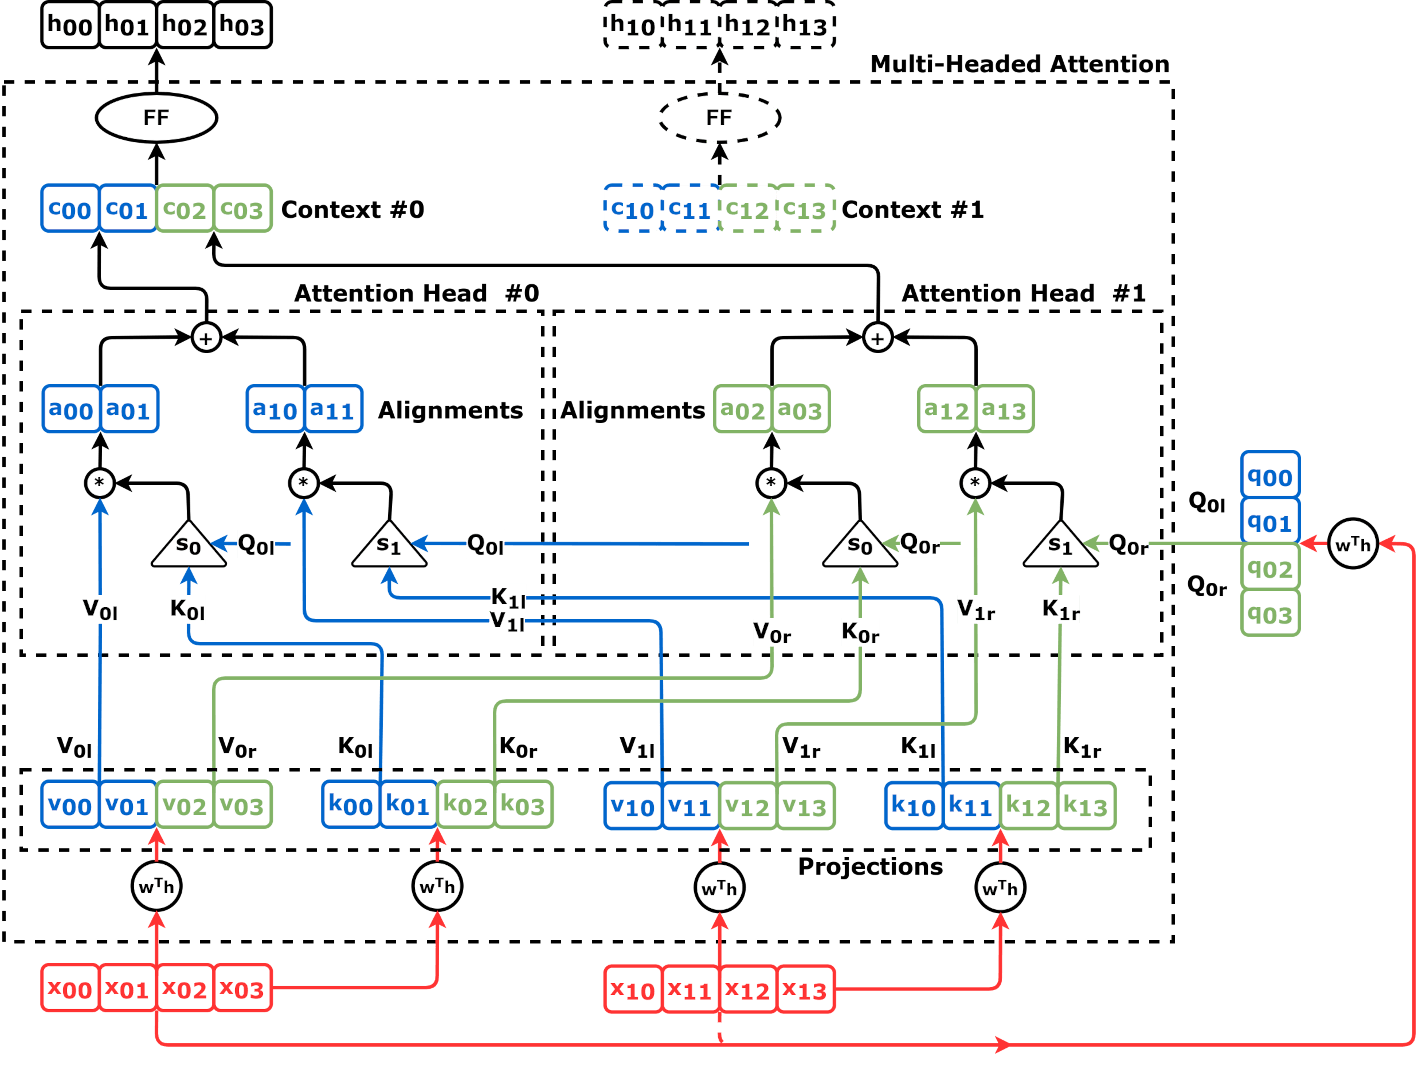 h00 h01 h02 h03 h10 h11 h12 h13
Multi-Headed Attention
FF FF
c00 c01 c02 c03 Context #0 c10 c11 c12 c13 Context #1
Attention Head #0 Attention Head #1
+ +
a00 a01 a10 a11 Alignments Alignments a02 a03 a12 a13
* * * *
q00
Q0l
q01
s0 Q0l s1 Q0l s0 Q0r s1 Q0r wTh
q02
Q0r
q03
K1l
V0l K0l V1r K1r
V1l
V0r K0r
V0l V0r K0l K0r V1l V1r K1l K1r
v00 v01 v02 v03 k00 k01 k02 k03 v10 v11 v12 v13 k10 k11 k12 k13
Projections
wTh wTh wTh wTh
x00 x01 x02 x03 x10 x11 x12 x13